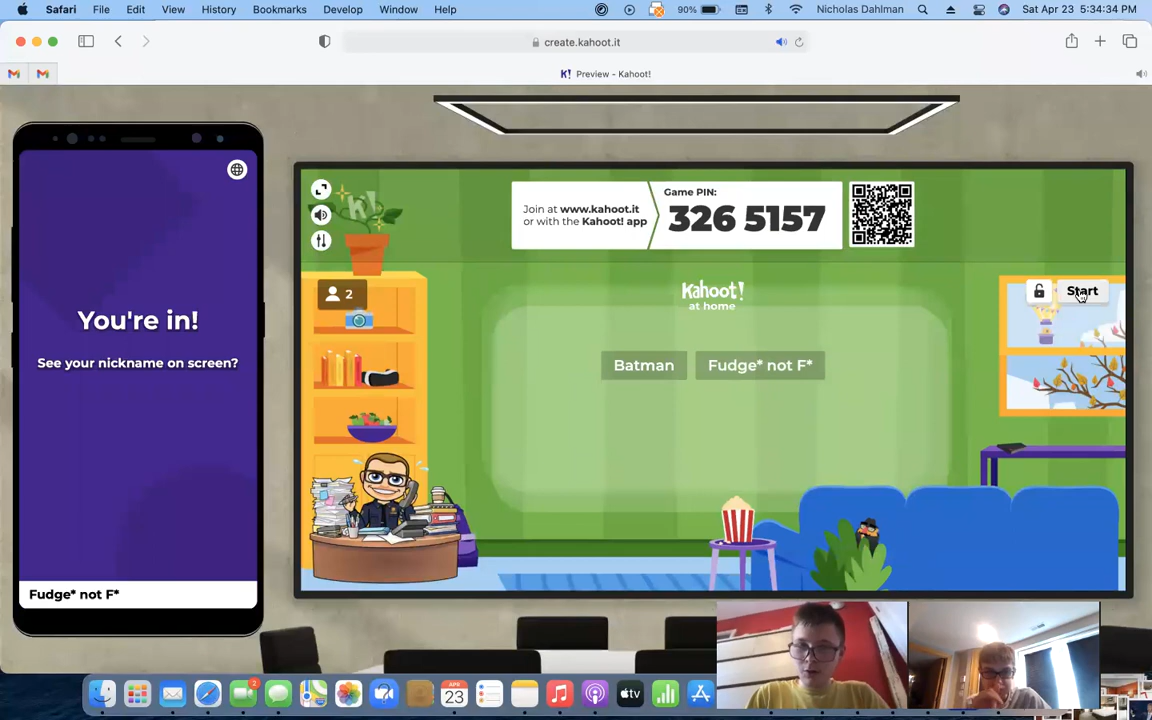 Safari File Edit View History Bookmarks Develop Window Help 90% Nicholas Dahlman Sat Apr 23 5:34:34 PM
create.kahoot.it
K! Preview - Kahoot!
k!
Join at www.kahoot.it
or with the Kahoot! app
Game PIN:
326 5157
2
Kahoot!
at home
Start
You're in!
See your nickname on screen?
Batman
Fudge* not F*
Fudge* not F*
2
APR
23
tv